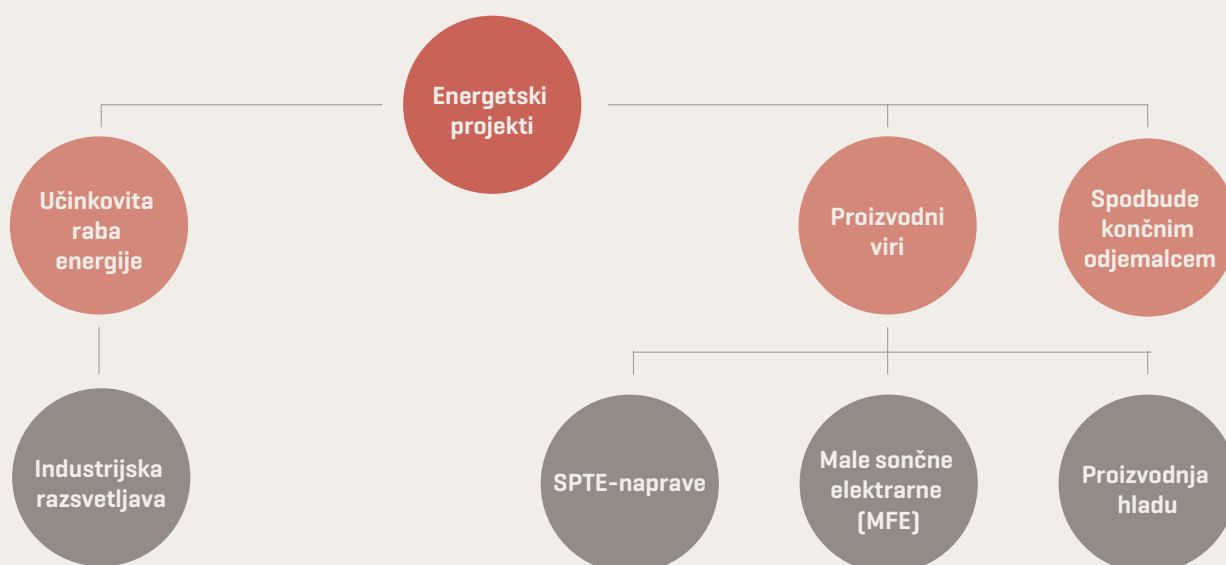 Energetski
projekti
Učinkovita
raba
energije
Proizvodni
viri
Spodbude
končnim
odjemalcem
Industrijska
razsvetljava
SPTE-naprave
Male sončne
elektrarne
(MFE)
Proizvodnja
hladu